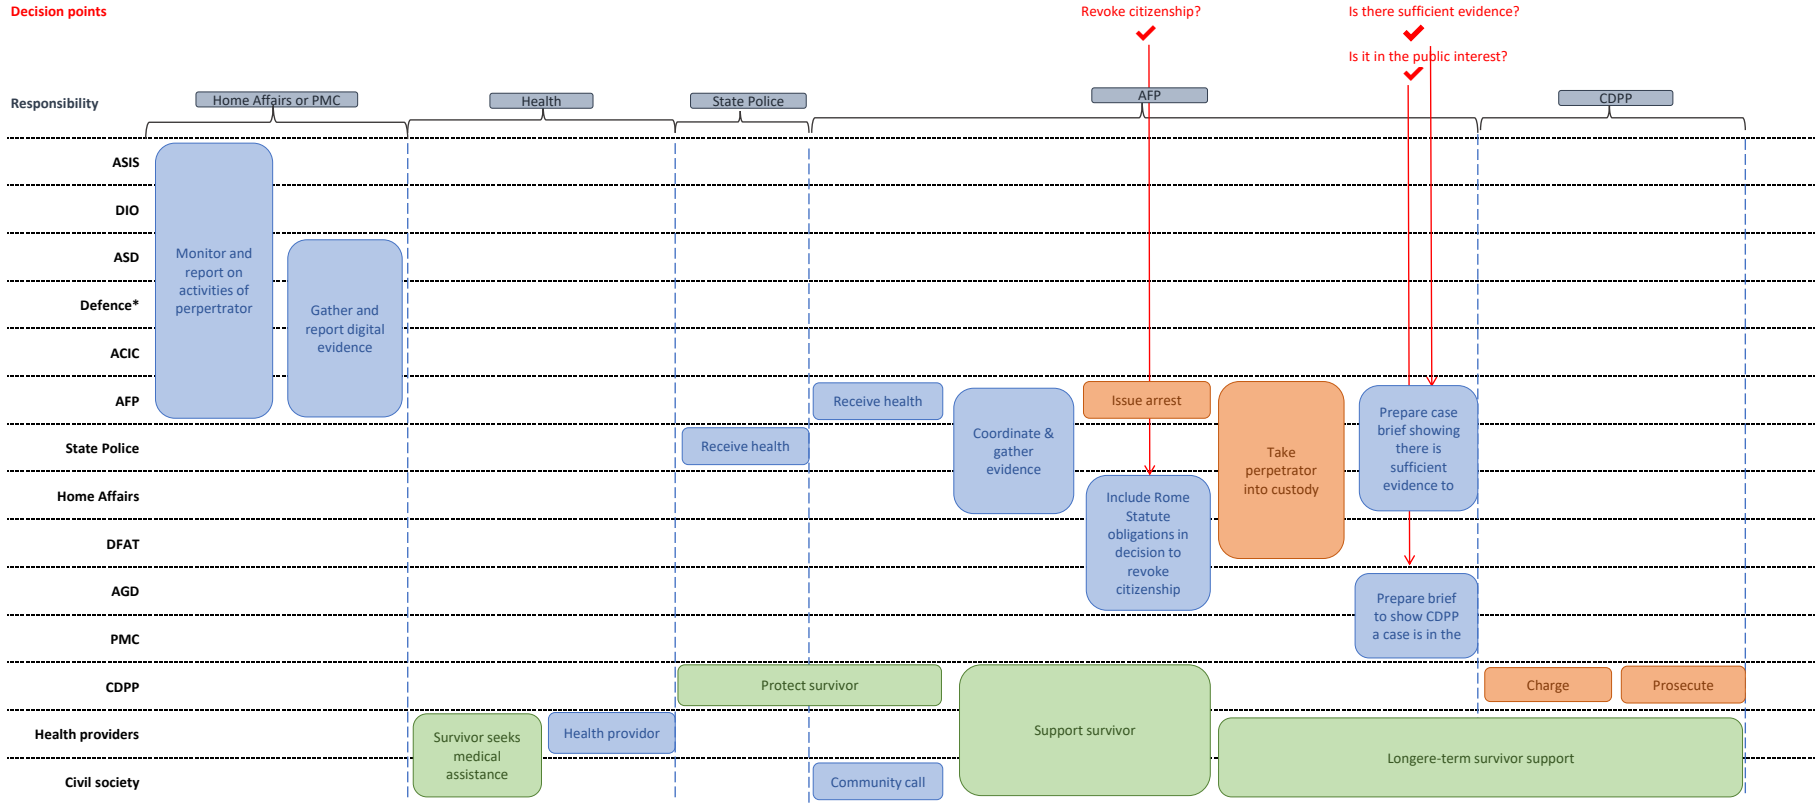 Decision points
Revoke citizenship?
Is there sufficient evidence?
Is it in the public interest?
Responsibility
Home Affairs or PMC
Health
State Police
AFP
CDPP
ASIS
DIO
ASD
Defence*
ACIC
AFP
State Police
Home Affairs
DFAT
AGD
PMC
CDPP
Health providers
Civil society
Monitor and
report on
activities of
perpertrator
Gather and
report digital
evidence
Survivor seeks
medical
assistance
Health providor
Receive health
Protect survivor
Receive health
Community call
Coordinate &
gather
evidence
Support survivor
Issue arrest
Include Rome
Statute
obligations in
decision to
revoke
citizenship
Take
perpetrator
into custody
Prepare case
brief showing
there is
sufficient
evidence to
Prepare brief
to show CDPP
a case is in the
Longere-term survivor support
Charge
Prosecute